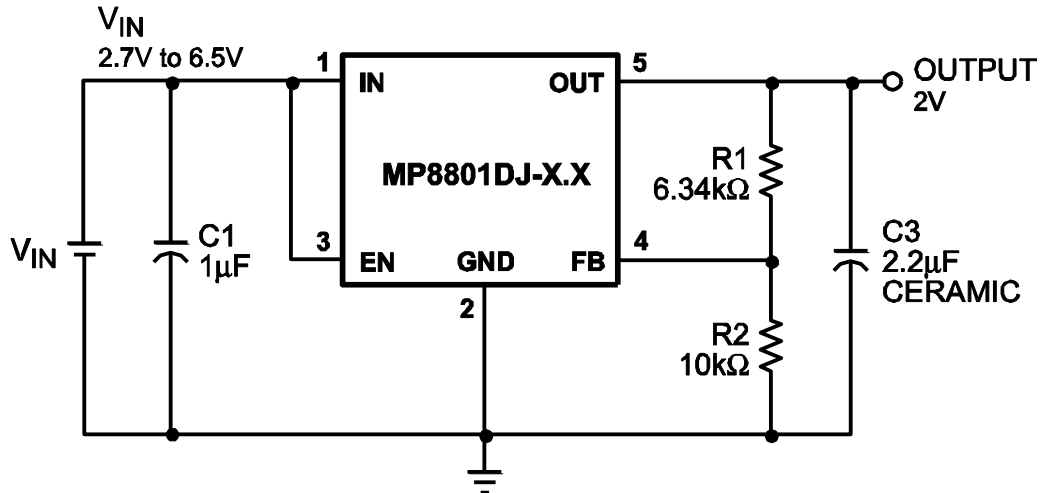 VIN
2.7V to 6.5V
1
IN
OUT
5
OUTPUT
2V
MP8801DJ-X.X
R1
6.34kΩ
VIN
C1
1μF
3
EN
GND
FB
4
C3
2.2μF
CERAMIC
2
R2
10kΩ